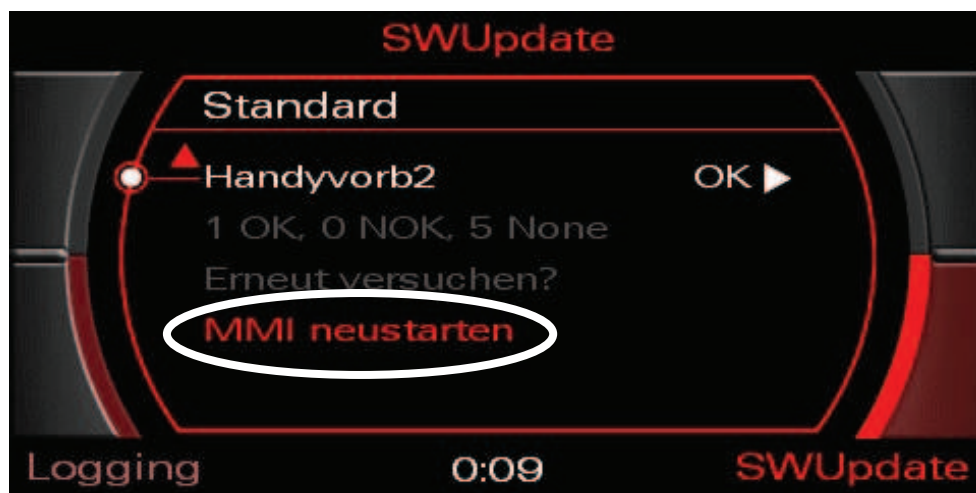 SWUpdate
Standard
Handyvorb2 OK
1 OK, 0 NOK, 5 None
Erneut versuchen?
MMI neustarten
Logging 0:09 SWUpdate